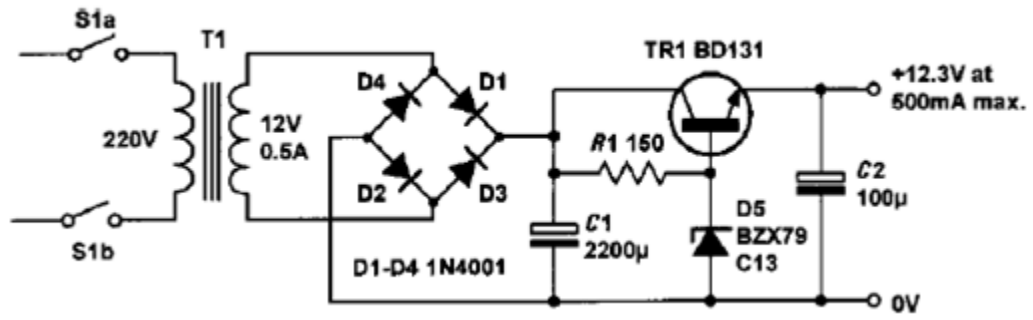 S1a
T1
TR1 BD131
D4
D1
+12.3V at
500mA max.
220V
12V
0.5A
R1 150
D2
D3
C2
100µ
S1b
C1
2200µ
D5
BZX79
C13
D1-D4 1N4001
0V